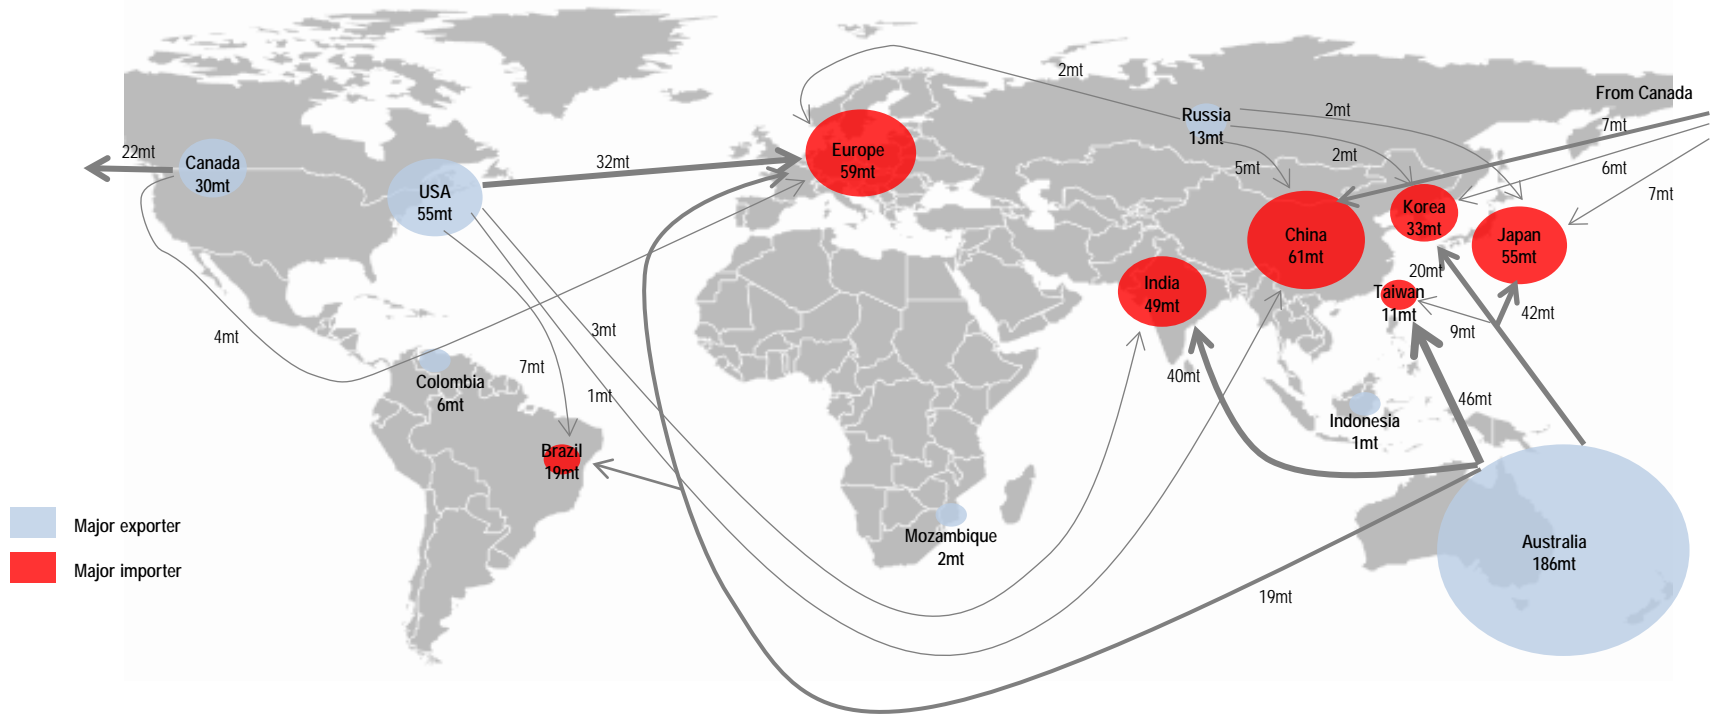 2mt
From Canada
Russia
13mt
2mt
7mt
22mt
Canada
30mt
32mt
Europe
59mt
5mt
2mt
6mt
7mt
USA
55mt
Korea
33mt
China
61mt
Japan
55mt
India
49mt
20mt
Taiwan
11mt
42mt
9mt
4mt
3mt
7mt
1mt
Colombia
6mt
40mt
46mt
Indonesia
1mt
Brazil
19mt
Mozambique
2mt
Australia
186mt
19mt
Major exporter
Major importer